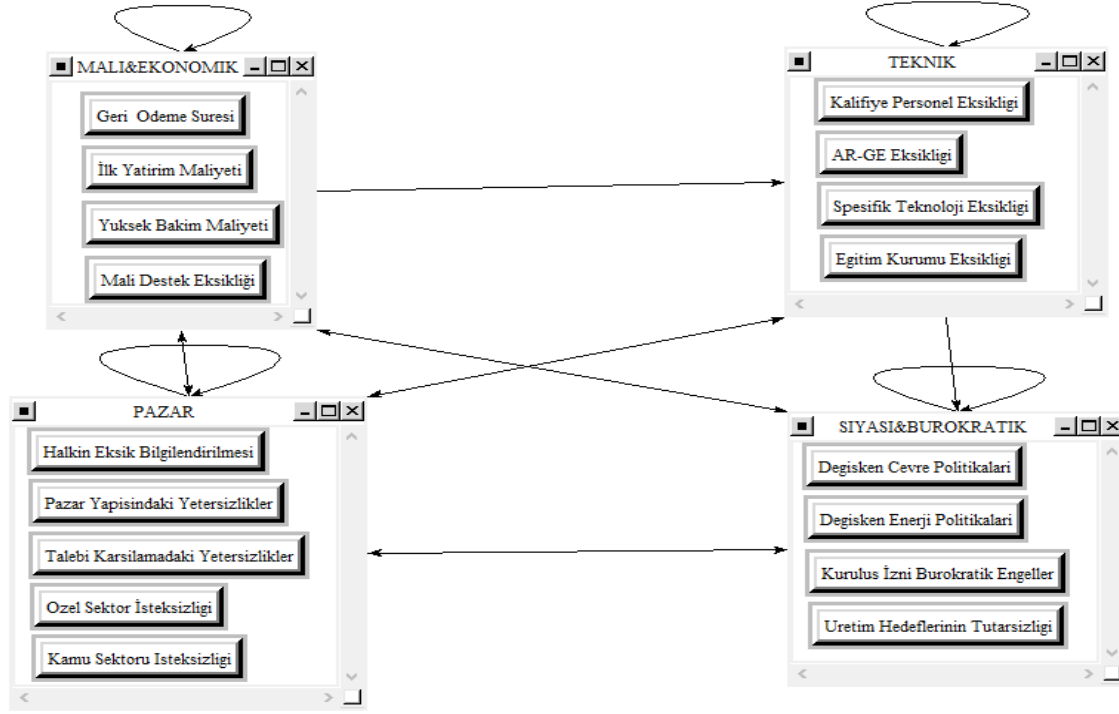 MALI&EKONOMIK
Geri Odeme Suresi
İlk Yatirim Maliyeti
Yuksek Bakim Maliyeti
Mali Destek Eksikliği
TEKNIK
Kalifiye Personel Eksikligi
AR-GE Eksikligi
Spesifik Teknoloji Eksikligi
Egitim Kurumu Eksikligi
PAZAR
Halkin Eksik Bilgilendirilmesi
Pazar Yapisindaki Yetersizlikler
Talebi Karsilamadaki Yetersizlikler
Ozel Sektor İsteksizligi
Kamu Sektoru Isteksizligi
SIYASI&BUROKRATIK
Degisken Cevre Politikalari
Degisken Enerji Politikalari
Kurulus İzni Burokratik Engeller
Uretim Hedeflerinin Tutarsizligi